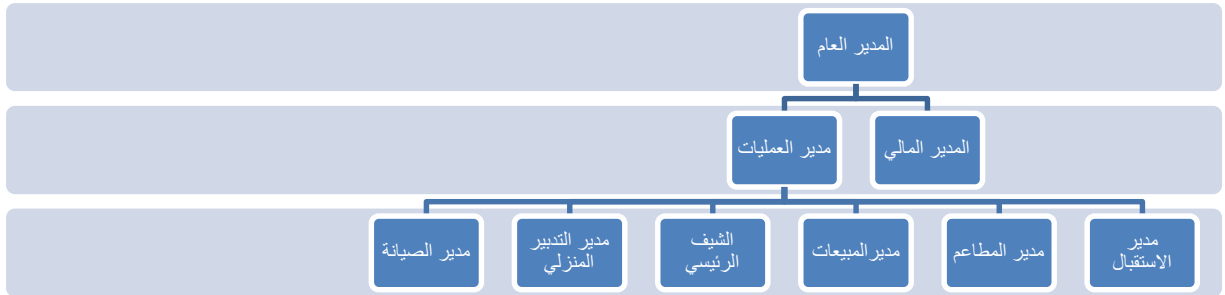 المدير العام
المدير المالي
مدير العمليات
مدير
الاستقبال
مدير المطاعم
مديرالمبيعات
الشيف
الرئيسي
مدير التدبير
المنزلي
مدير الصيانة